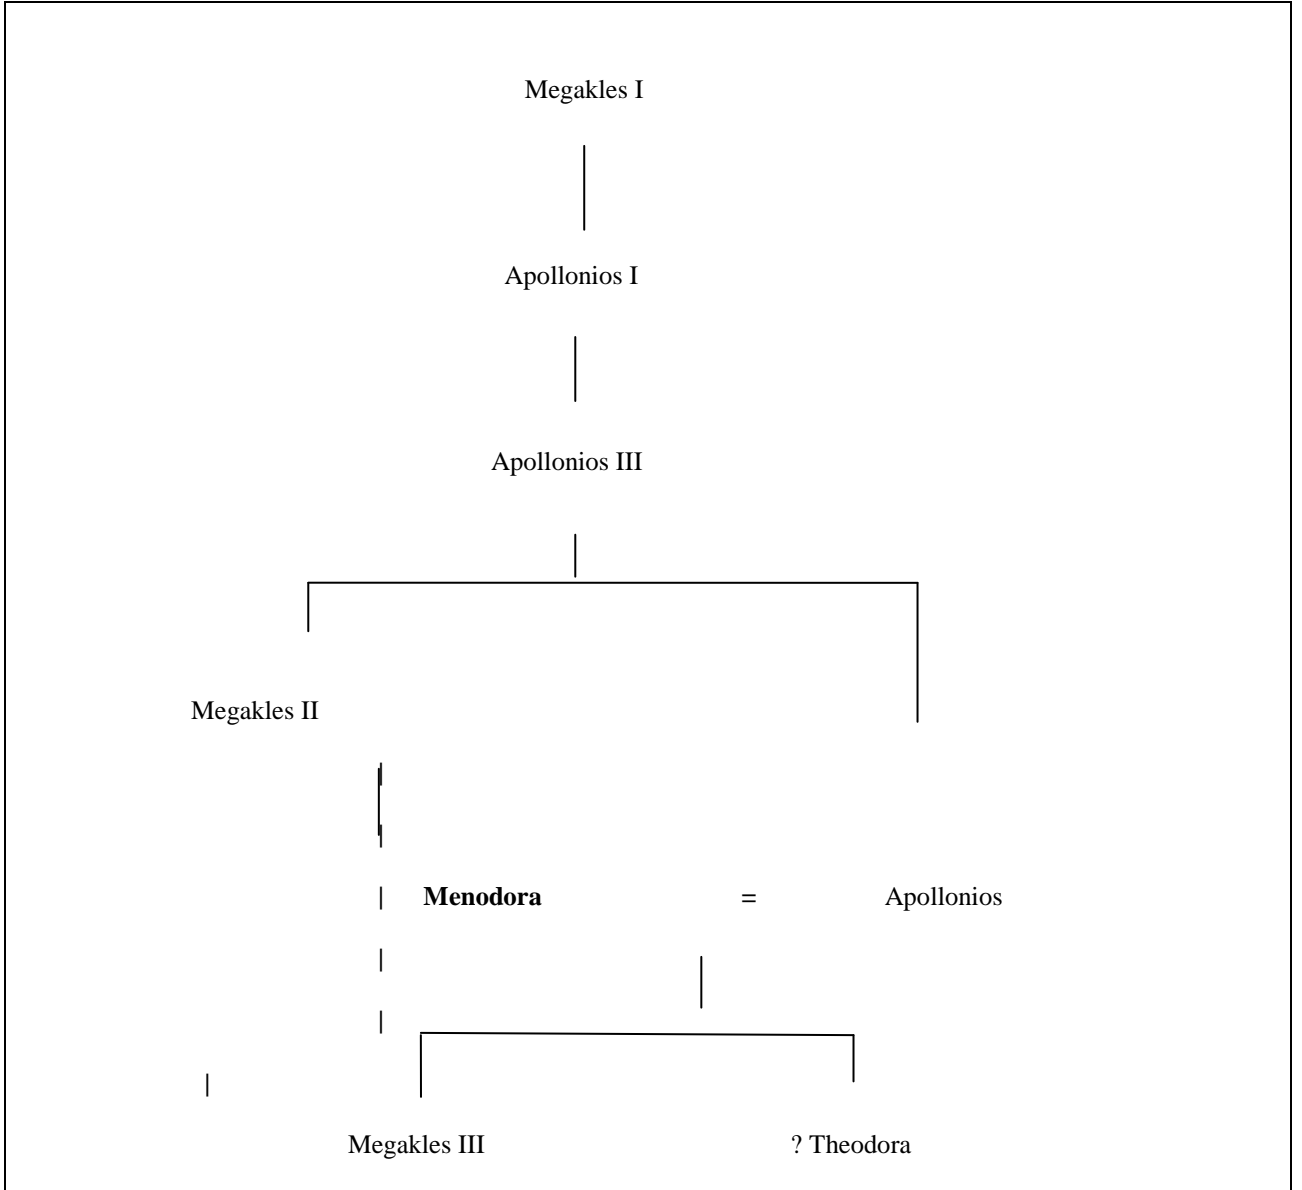 Megakles I
Apollonios I
Apollonios III
Megakles II
Menodora = Apollonios
Megakles III ? Theodora